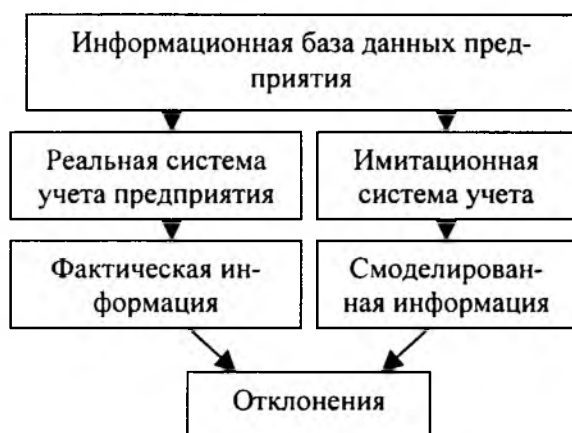 Информационная база данных пред-
приятия
Реальная система
учета предприятия
Имитационная
система учета
Фактическая ин-
формация
Смоделирован-
ная информация
Отклонения